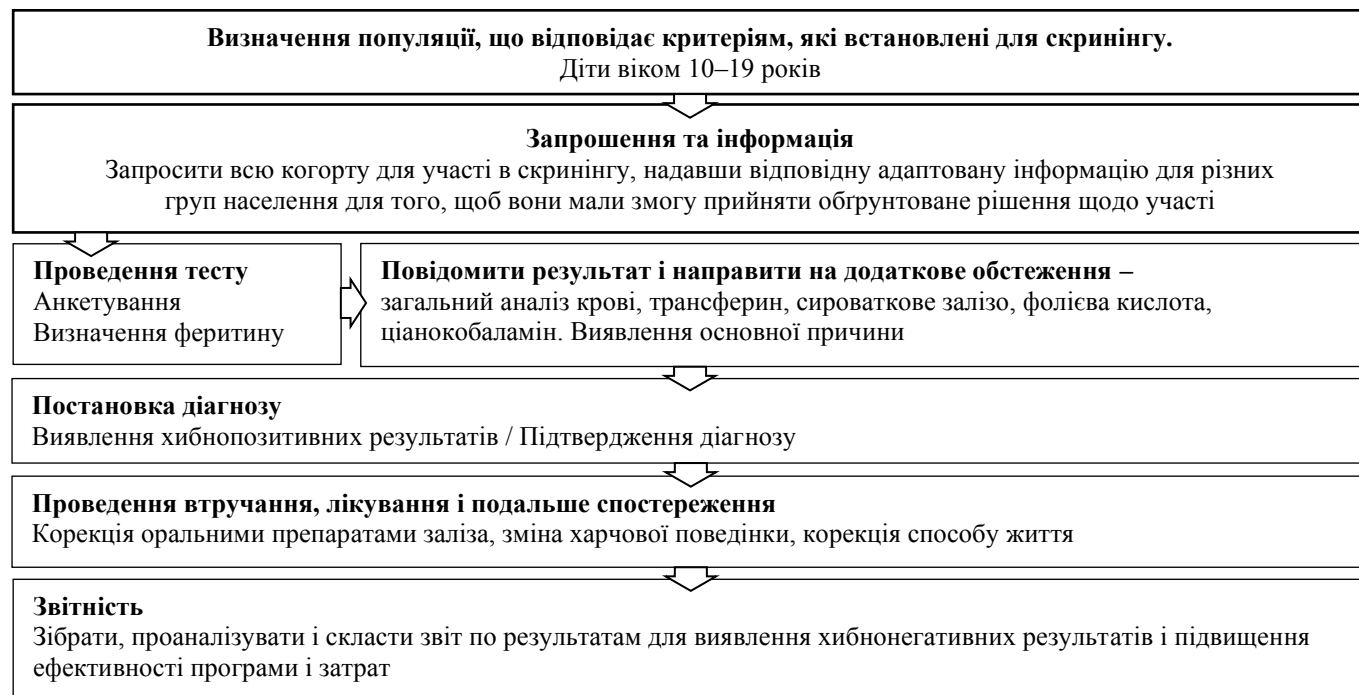 Визначення популяції, що відповідає критеріям, які встановлені для скринінгу.
Діти віком 10–19 років
Запрошення та інформація
Запросити всю когорту для участі в скринінгу, надавши відповідну адаптовану інформацію для різних
груп населення для того, щоб вони мали змогу прийняти обґрунтоване рішення щодо участі
Проведення тесту
Анкетування
Визначення феритину
Повідомити результат і направити на додаткове обстеження –
загальний аналіз крові, трансферин, сироваткове залізо, фолієва кислота,
ціанокобаламін. Виявлення основної причини
Постановка діагнозу
Виявлення хибнопозитивних результатів / Підтвердження діагнозу
Проведення втручання, лікування і подальше спостереження
Корекція оральними препаратами заліза, зміна харчової поведінки, корекція способу життя
Звітність
Зібрати, проаналізувати і скласти звіт по результатам для виявлення хибнонегативних результатів і підвищення
ефективності програми і затрат